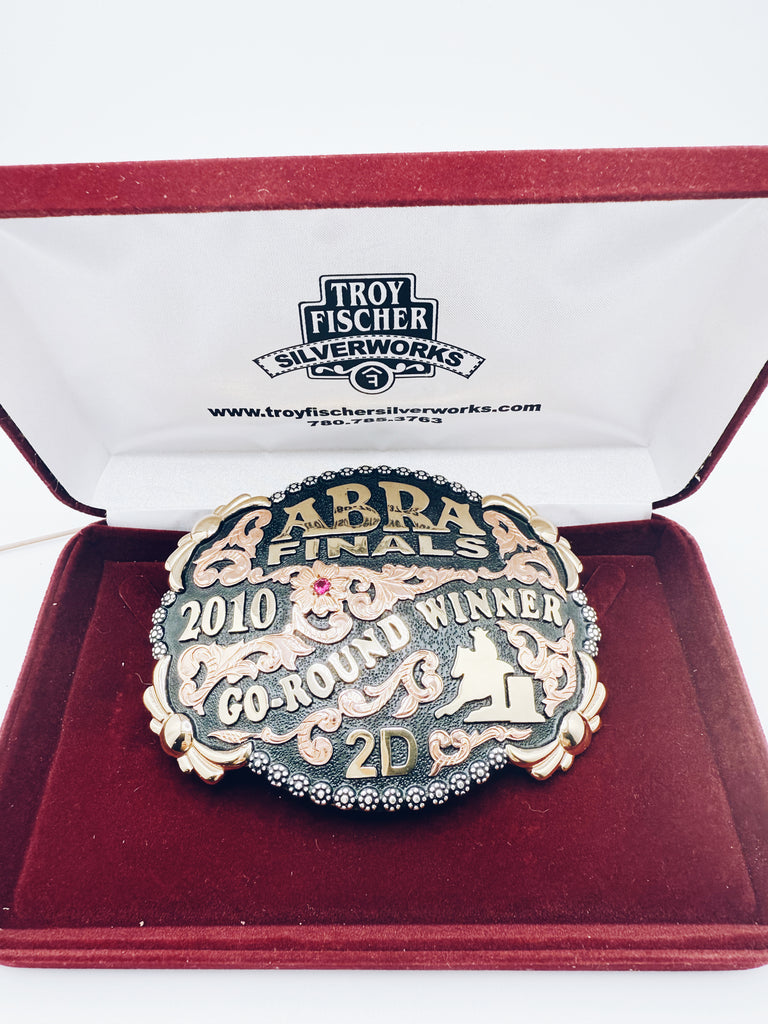 TROY
FISCHER
SILVERWORKS
www.troyfischersilverworks.com
780.785.3763
ABRA
FINALS
2010
GO-ROUND WINNER
2D